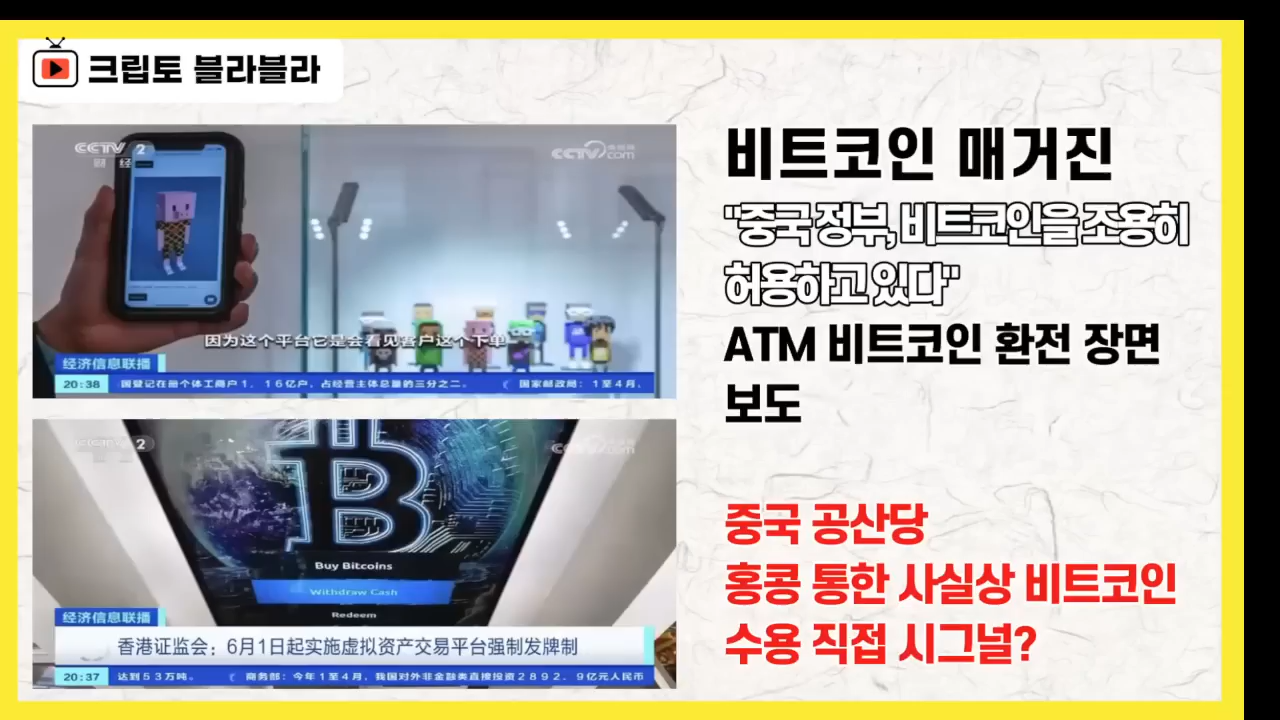 크립토 블라블라
CCTV 2
财 经
CCTV
com
因为这个平台它是会看见客户这个下单
经济信息联播
20:38 国登记在册个体工商户1．16亿户，占经营主体总量的三分之二。 国家邮政局：1至4月，
2
Buy Bitcoins
Withdraw Cash
Redeem
经济信息联播
香港证监会：6月1日起实施虚拟资产交易平台强制发牌制
20:37 达到53万吨。 商务部：今年1至4月，我国对外非金融类直接投资2892．9亿元人民币
비트코인 매거진
"중국 정부, 비트코인을 조용히
허용하고 있다"
ATM 비트코인 환전 장면
보도
중국 공산당
홍콩 통한 사실상 비트코인
수용 직접 시그널?